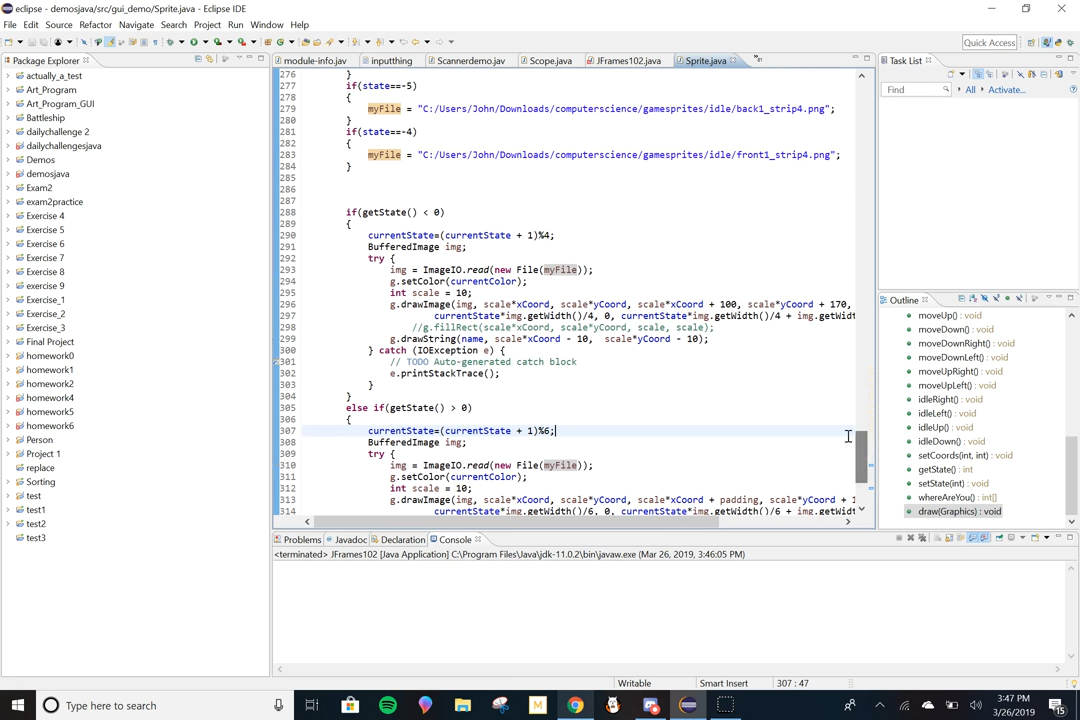 eclipse - demosjava/src/gui_demo/Sprite.java - Eclipse IDE
File Edit Source Refactor Navigate Search Project Run Window Help
Quick Access
Package Explorer
actually_a_test
Art_Program
Art_Program_GUI
Battleship
dailychallenge 2
dailychallengesjava
Demos
demosjava
Exam2
exam2practice
Exercise 4
Exercise 5
Exercise 6
Exercise 7
Exercise 8
exercise 9
Exercise_1
Exercise_2
Exercise_3
Final Project
homework0
homework1
homework2
homework4
homework5
homework6
Person
Project 1
replace
Sorting
test
test1
test2
test3
module-info.jav inputthing Scannerdemo.jav Scope.java JFrames102.java Sprite.java
276 }
277 if(state==-5)
278 {
279 myFile = "C:/Users/John/Downloads/computerscience/gamesprites/idle/back1_strip4.png";
280 }
281 if(state==-4)
282 {
283 myFile = "C:/Users/John/Downloads/computerscience/gamesprites/idle/front1_strip4.png";
284 }
285
286
287
288 if(getState() < 0)
289 {
290 currentState=(currentState + 1)%4;
291 BufferedImage img;
292 try {
293 img = ImageIO.read(new File(myFile));
294 g.setColor(currentColor);
295 int scale = 10;
296 g.drawImage(img, scale*xCoord, scale*yCoord, scale*xCoord + 100, scale*yCoord + 170,
297 currentState*img.getWidth()/4, 0, currentState*img.getWidth()/4 + img.getWidt
298 //g.fillRect(scale*xCoord, scale*yCoord, scale, scale);
299 g.drawString(name, scale*xCoord - 10, scale*yCoord - 10);
300 } catch (IOException e) {
301 // TODO Auto-generated catch block
302 e.printStackTrace();
303 }
304 }
305 else if(getState() > 0)
306 {
307 currentState=(currentState + 1)%6;
308 BufferedImage img;
309 try {
310 img = ImageIO.read(new File(myFile));
311 g.setColor(currentColor);
312 int scale = 10;
313 g.drawImage(img, scale*xCoord, scale*yCoord, scale*xCoord + padding, scale*yCoord + 1
314 currentState*img.getWidth()/6, 0, currentState*img.getWidth()/6 + img.getWidt
Task List
Find All Activate...
Outline
moveUp() : void
moveDown() : void
moveDownRight() : void
moveDownLeft() : void
moveUpRight() : void
moveUpLeft() : void
idleRight() : void
idleLeft() : void
idleUp() : void
idleDown() : void
setCoords(int, int) : void
getState() : int
setState(int) : void
whereAreYou() : int[]
draw(Graphics) : void
Problems Javadoc Declaration Console
<terminated> JFrames102 [Java Application] C:\Program Files\Java\jdk-11.0.2\bin\javaw.exe (Mar 26, 2019, 3:46:05 PM)
Writable Smart Insert 307 : 47
Type here to search
3:47 PM
3/26/2019
15